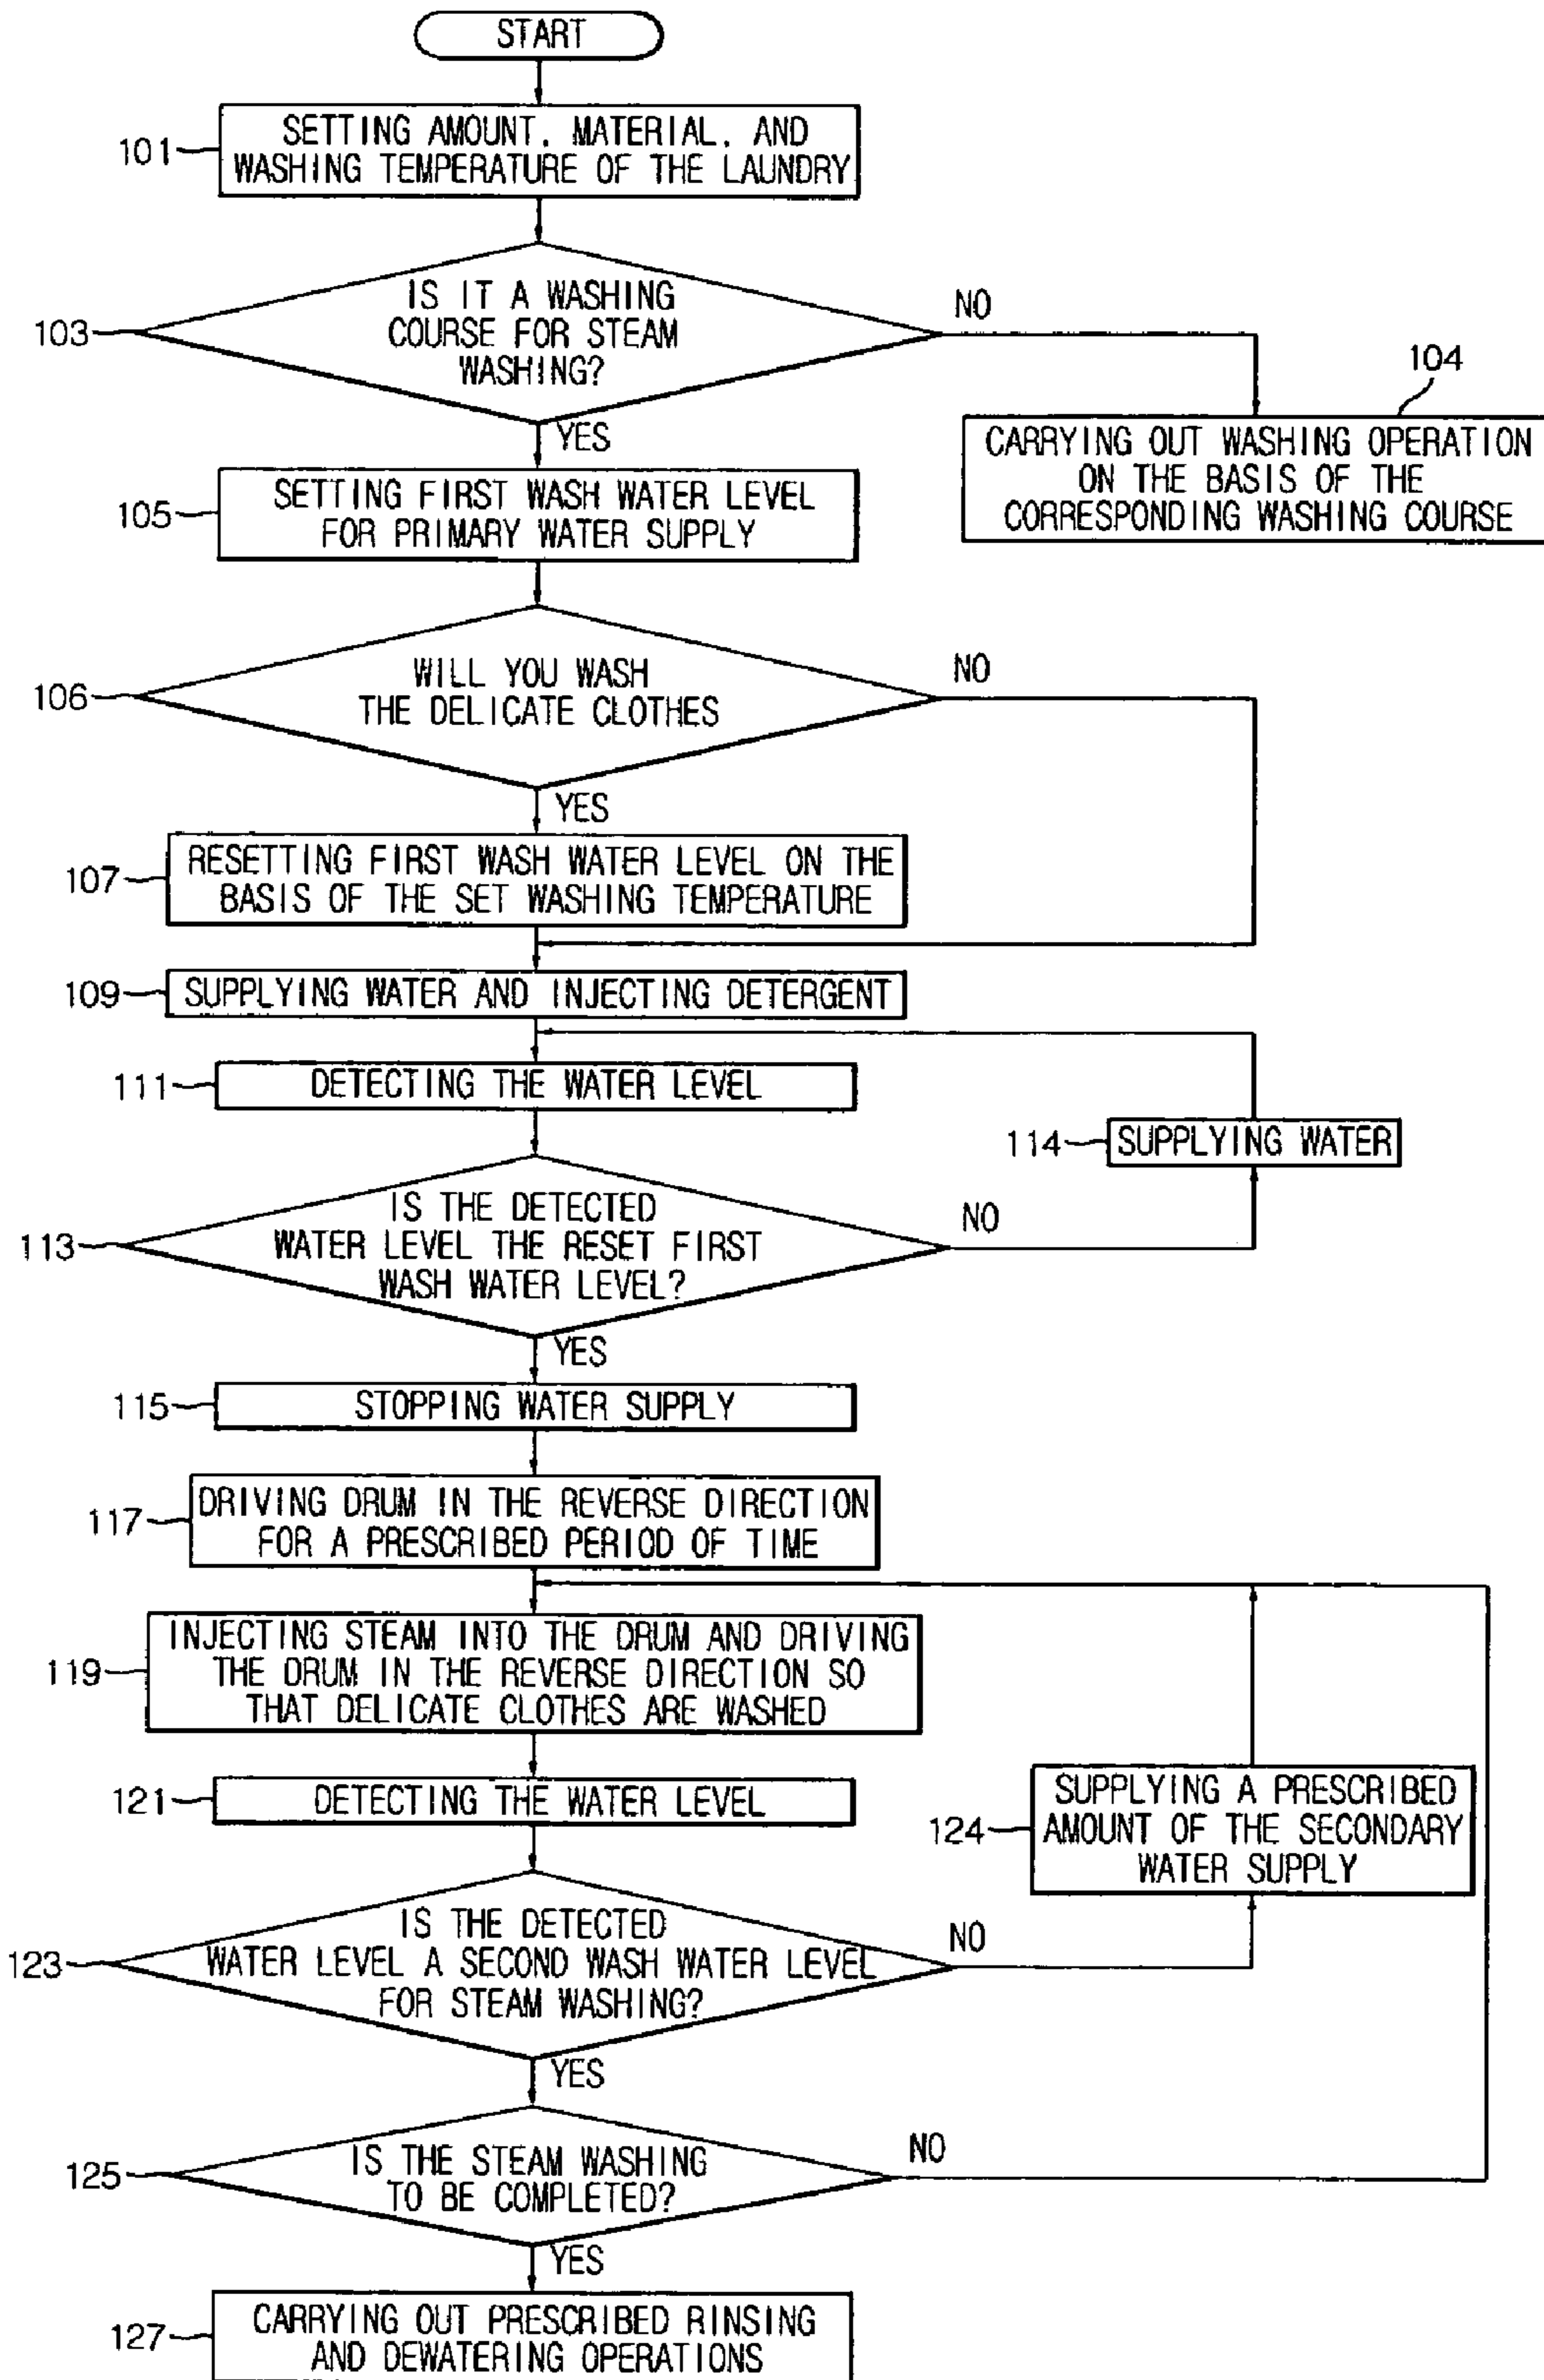 START
101
SETTING AMOUNT, MATERIAL, AND
WASHING TEMPERATURE OF THE LAUNDRY
103
IS IT A WASHING
COURSE FOR STEAM
WASHING?
NO
104
CARRYING OUT WASHING OPERATION
ON THE BASIS OF THE
CORRESPONDING WASHING COURSE
YES
105
SETTING FIRST WASH WATER LEVEL
FOR PRIMARY WATER SUPPLY
106
WILL YOU WASH
THE DELICATE CLOTHES
NO
YES
107
RESETTING FIRST WASH WATER LEVEL ON THE
BASIS OF THE SET WASHING TEMPERATURE
109
SUPPLYING WATER AND INJECTING DETERGENT
111
DETECTING THE WATER LEVEL
114
SUPPLYING WATER
113
IS THE DETECTED
WATER LEVEL THE RESET FIRST
WASH WATER LEVEL?
NO
YES
115
STOPPING WATER SUPPLY
117
DRIVING DRUM IN THE REVERSE DIRECTION
FOR A PRESCRIBED PERIOD OF TIME
119
INJECTING STEAM INTO THE DRUM AND DRIVING
THE DRUM IN THE REVERSE DIRECTION SO
THAT DELICATE CLOTHES ARE WASHED
121
DETECTING THE WATER LEVEL
124
SUPPLYING A PRESCRIBED
AMOUNT OF THE SECONDARY
WATER SUPPLY
123
IS THE DETECTED
WATER LEVEL A SECOND WASH WATER LEVEL
FOR STEAM WASHING?
NO
YES
125
IS THE STEAM WASHING
TO BE COMPLETED?
NO
YES
127
CARRYING OUT PRESCRIBED RINSING
AND DEWATERING OPERATIONS